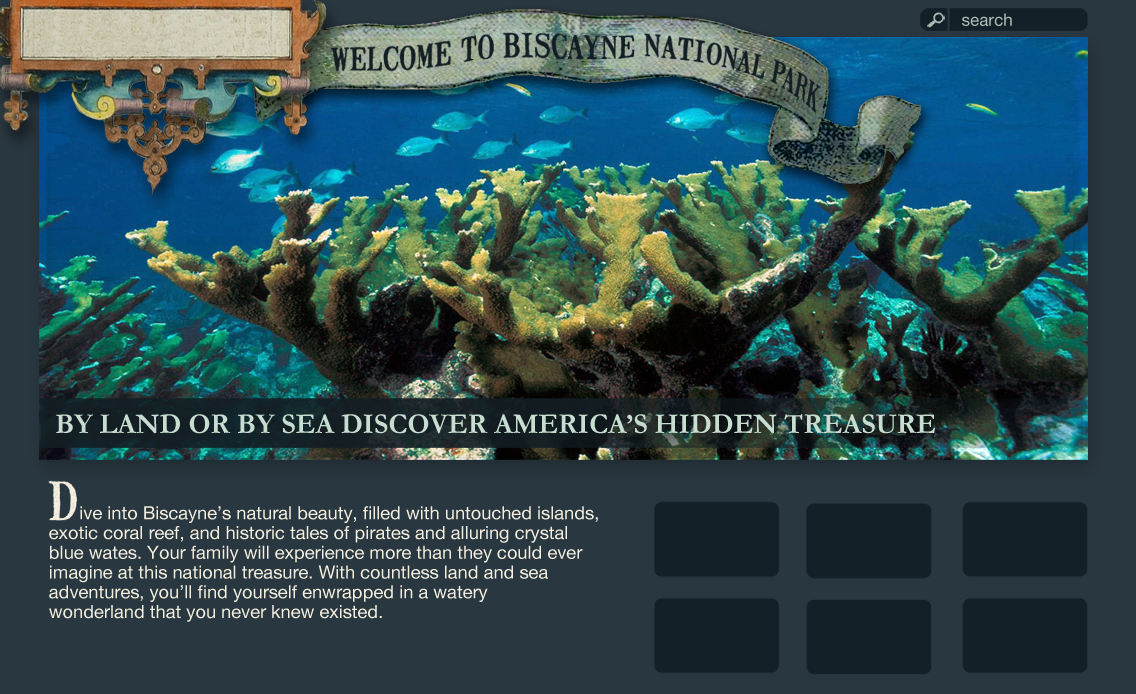 search
WELCOME TO BISCAYNE NATIONAL PARK
BY LAND OR BY SEA DISCOVER AMERICA'S HIDDEN TREASURE
Dive into Biscayne's natural beauty, filled with untouched islands,
exotic coral reef, and historic tales of pirates and alluring crystal
blue wates. Your family will experience more than they could ever
imagine at this national treasure. With countless land and sea
adventures, you'll find yourself enwrapped in a watery
wonderland that you never knew existed.